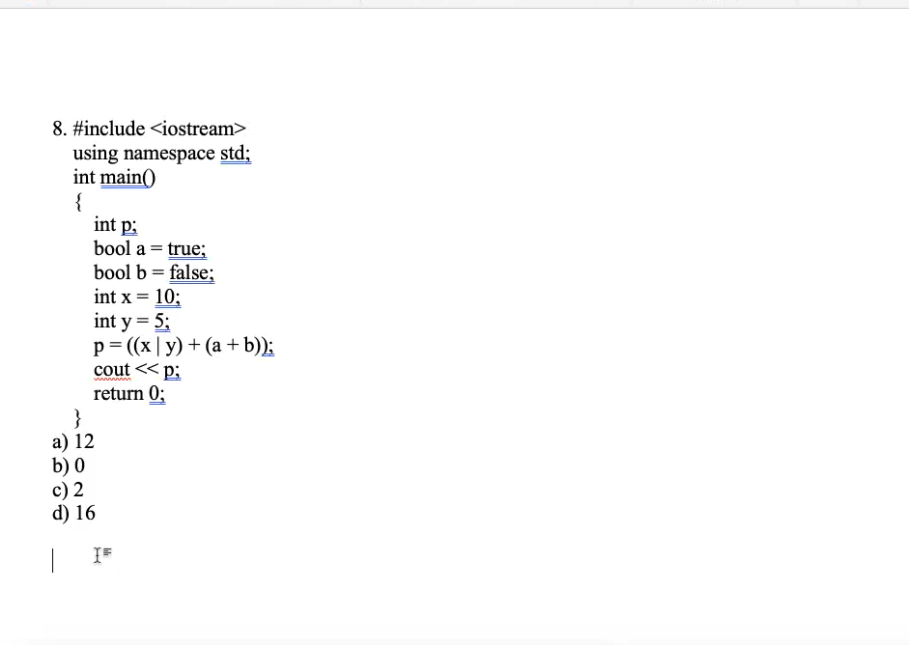 8. #include <iostream>
using namespace std;
int main()
{
int p;
bool a = true;
bool b = false;
int x = 10;
int y = 5;
p = ((x | y) + (a + b));
cout << p;
return 0;
}
a) 12
b) 0
c) 2
d) 16